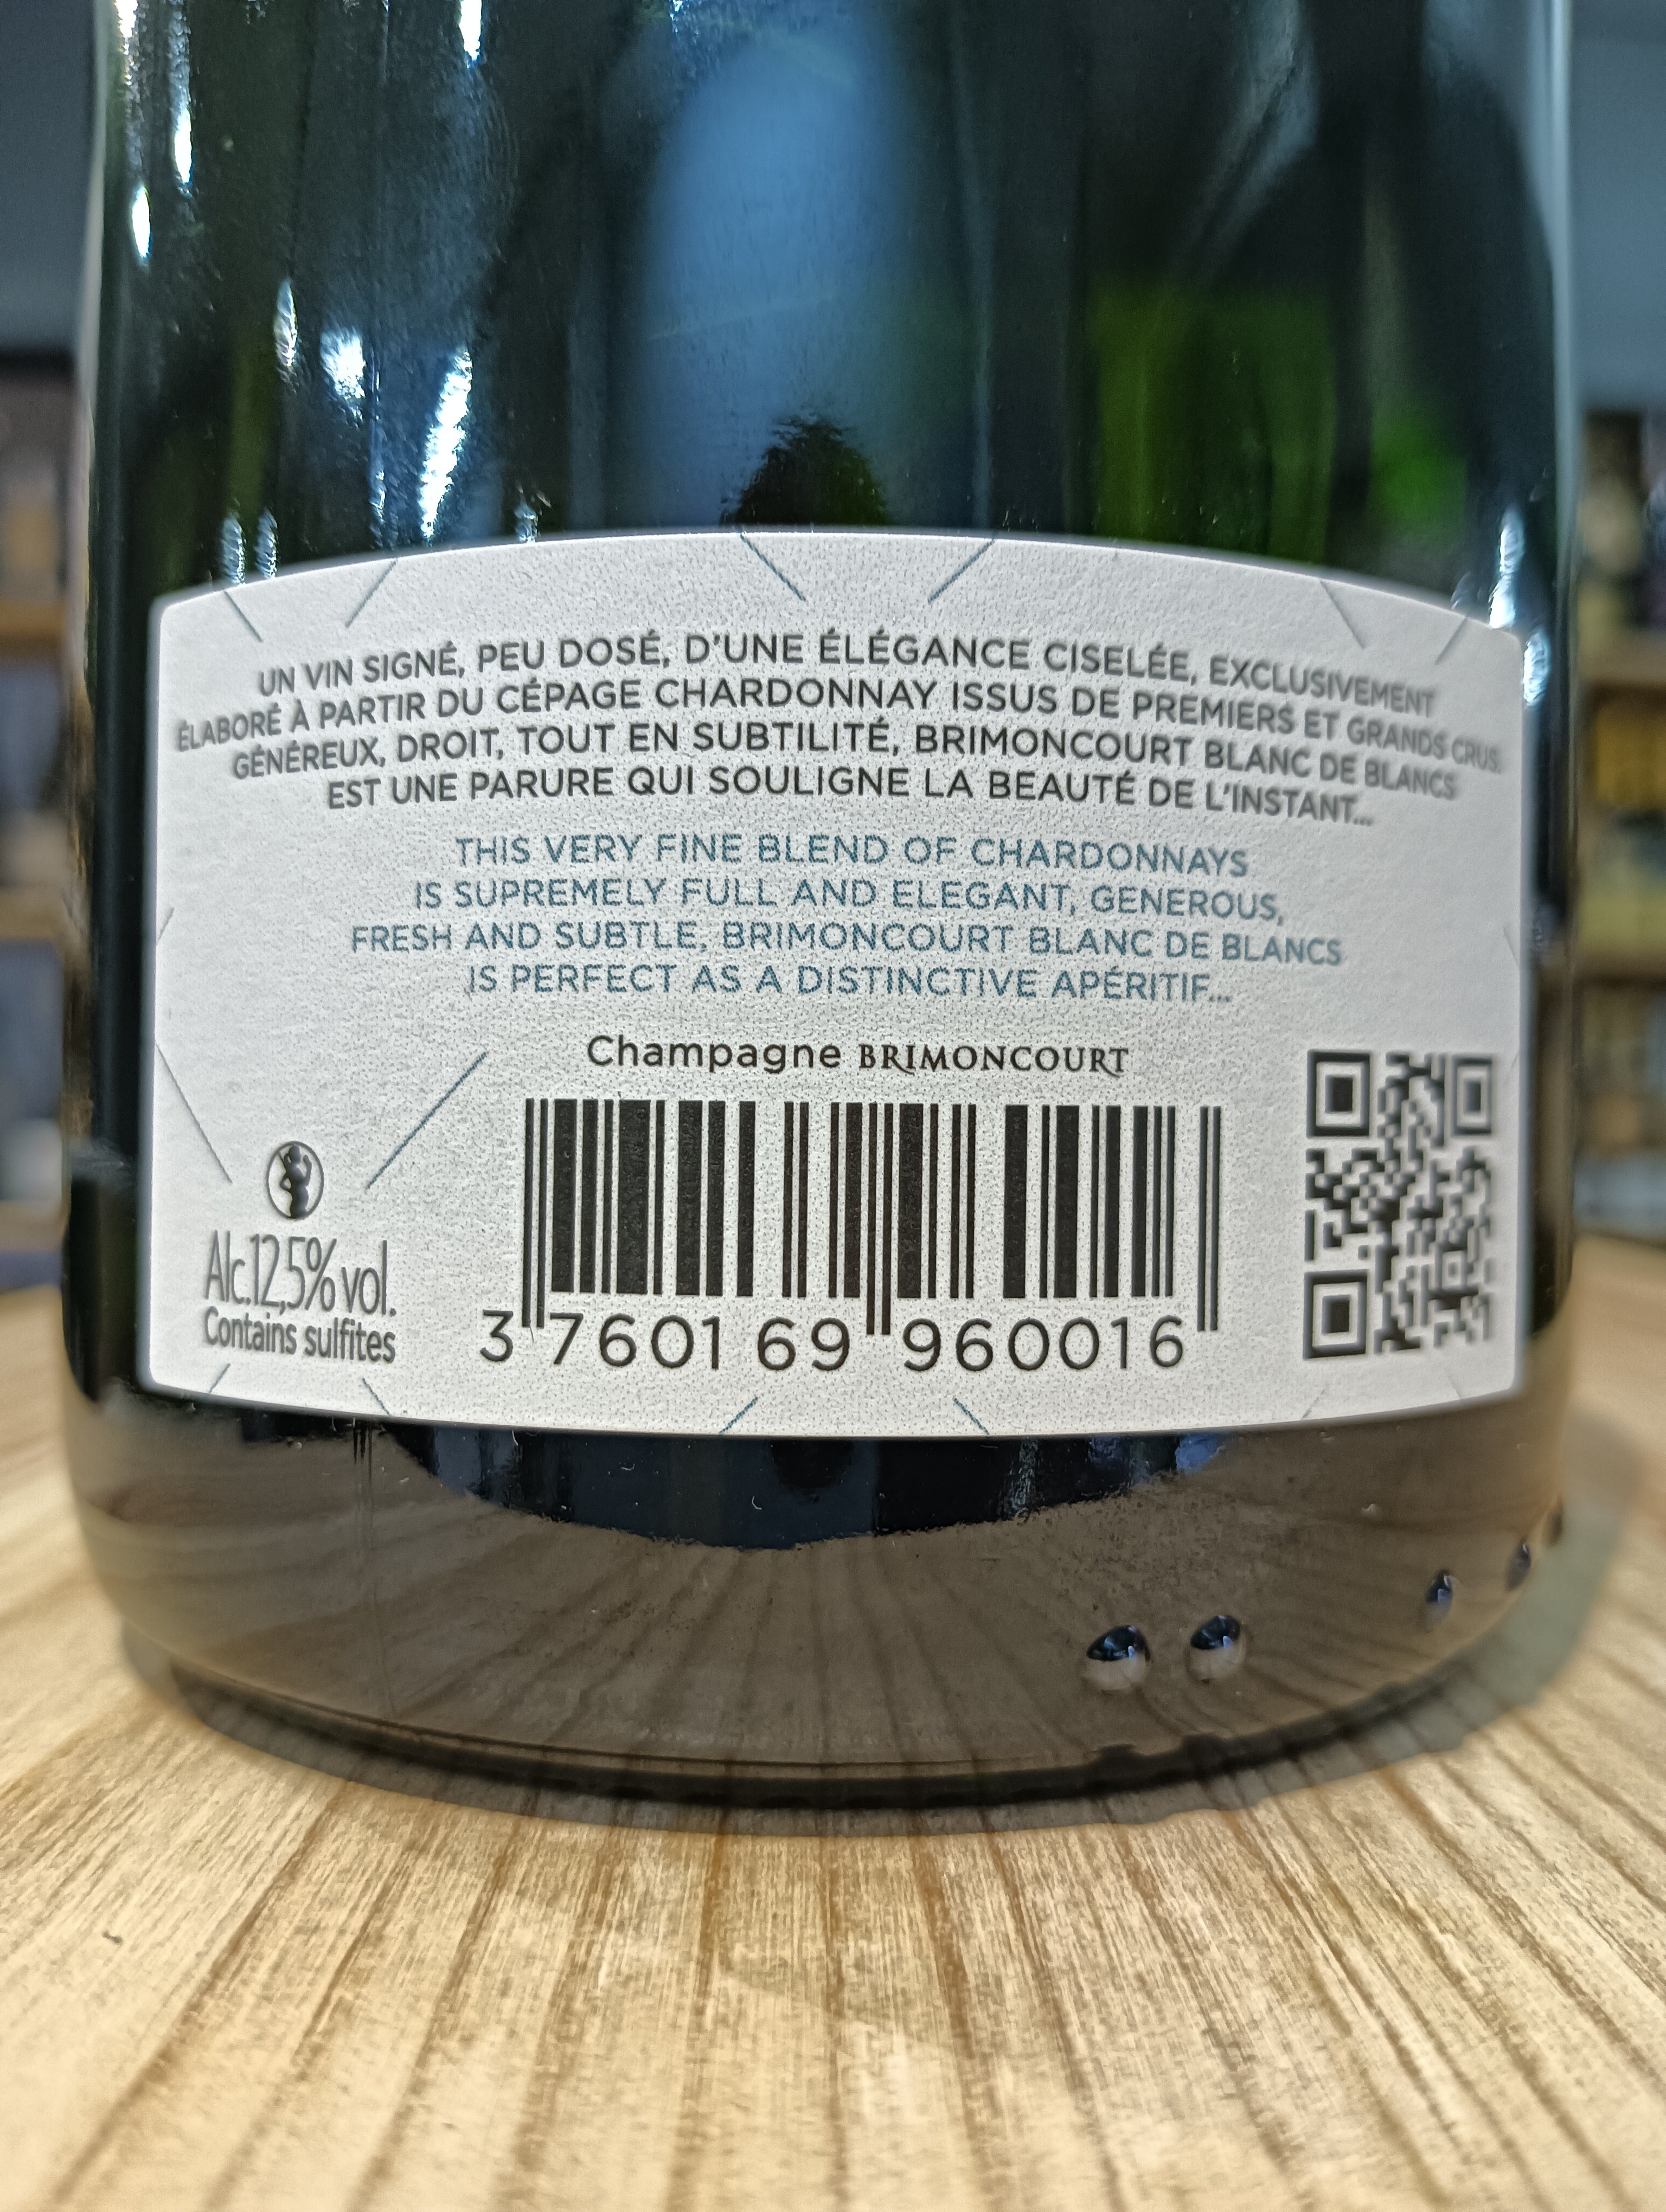 UN VIN SIGNÉ, PEU DOSÉ, D'UNE ÉLÉGANCE CISELÉE, EXCLUSIVEMENT
ÉLABORÉ À PARTIR DU CÉPAGE CHARDONNAY ISSUS DE PREMIERS ET GRANDS CRUS.
GÉNÉREUX, DROIT, TOUT EN SUBTILITÉ, BRIMONCOURT BLANC DE BLANCS
EST UNE PARURE QUI SOULIGNE LA BEAUTÉ DE L'INSTANT...
THIS VERY FINE BLEND OF CHARDONNAYS
IS SUPREMELY FULL AND ELEGANT, GENEROUS,
FRESH AND SUBTLE, BRIMONCOURT BLANC DE BLANCS
IS PERFECT AS A DISTINCTIVE APÉRITIF...
Champagne BRIMONCOURT
Alc.12,5% vol.
Contains sulfites
3 760169 960016